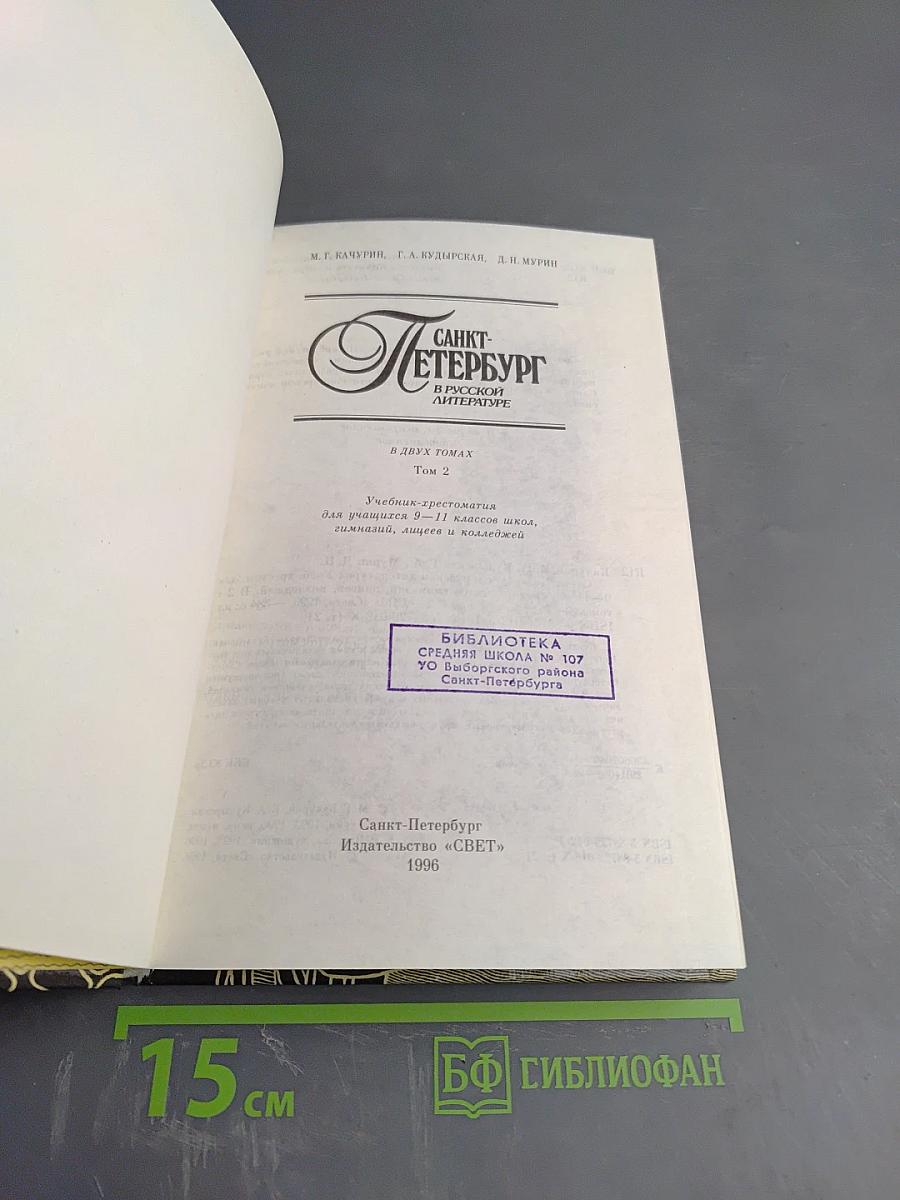 М. Г. КАЧУРИН, Г. А. КУДЫРСКАЯ, Д. Н. МУРИН
САНКТ-
ПЕТЕРБУРГ
В РУССКОЙ
ЛИТЕРАТУРЕ
В ДВУХ ТОМАХ
Том 2
Учебник-хрестоматия
для учащихся 9—11 классов школ,
гимназий, лицеев и колледжей
БИБЛИОТЕКА
СРЕДНЯЯ ШКОЛА № 107
УО Выборгского района
Санкт-Петербурга
Санкт-Петербург
Издательство «СВЕТ»
1996
15 см
БФ БИБЛИОФАН